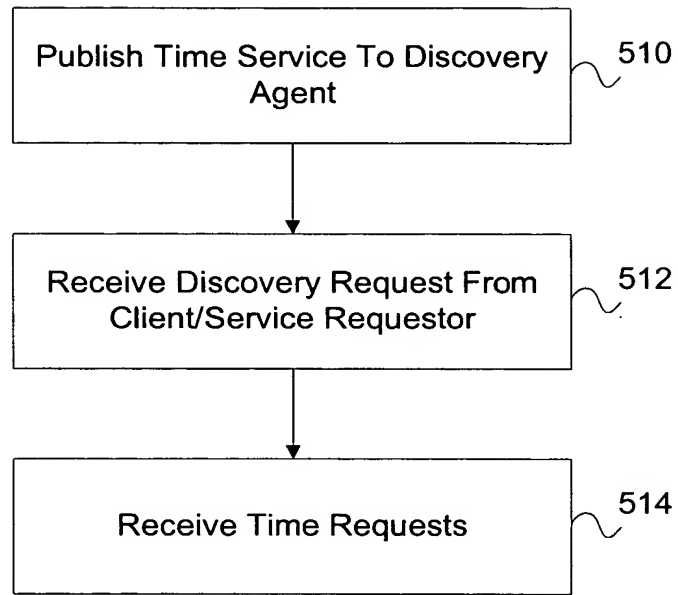 Publish Time Service To Discovery
Agent
510
Receive Discovery Request From
Client/Service Requestor
512
Receive Time Requests
514